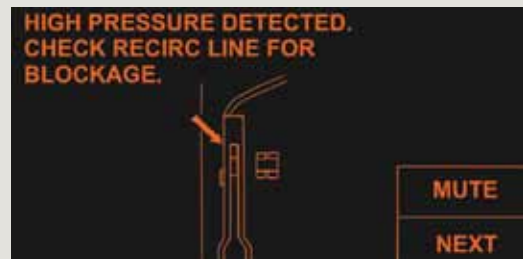 HIGH PRESSURE DETECTED.
CHECK RECIRC LINE FOR
BLOCKAGE.
MUTE
NEXT